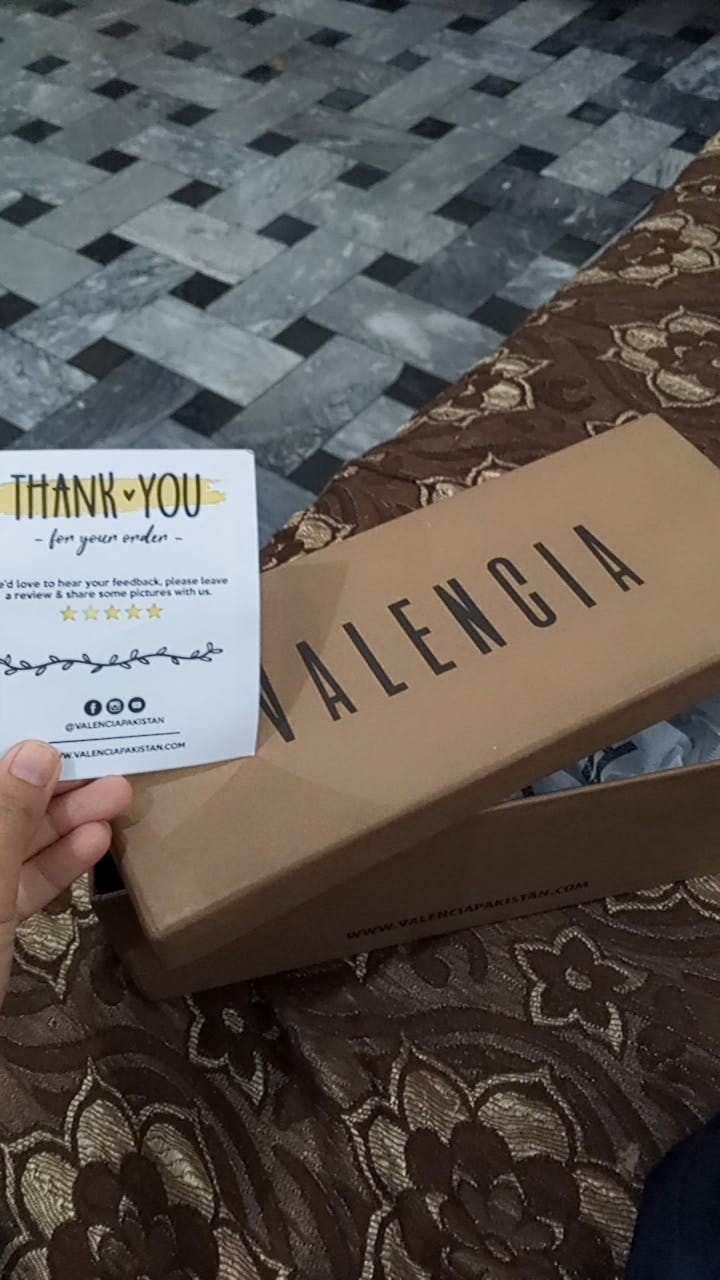 THANK YOU
- for your order -
e'd love to hear your feedback, please leave
a review & share some pictures with us.
@VALENCIAPAKISTAN
WW.VALENCIAPAKISTAN.COM
VALENCIA
WWW.VALENCIAPAKISTAN.COM